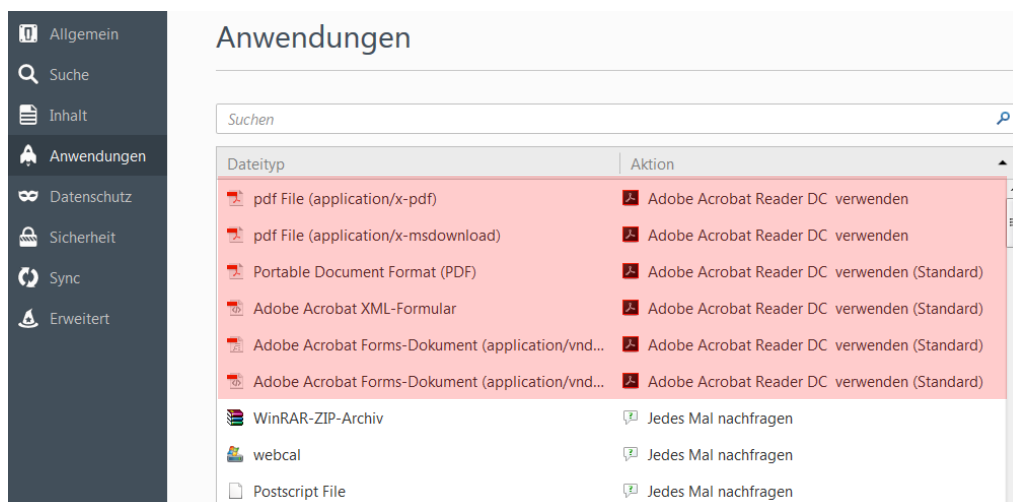 Allgemein
Suche
Inhalt
Anwendungen
Datenschutz
Sicherheit
Sync
Erweitert
Anwendungen
Suchen
Dateityp Aktion
pdf File (application/x-pdf) Adobe Acrobat Reader DC verwenden
pdf File (application/x-msdownload) Adobe Acrobat Reader DC verwenden
Portable Document Format (PDF) Adobe Acrobat Reader DC verwenden (Standard)
Adobe Acrobat XML-Formular Adobe Acrobat Reader DC verwenden (Standard)
Adobe Acrobat Forms-Dokument (application/vnd... Adobe Acrobat Reader DC verwenden (Standard)
Adobe Acrobat Forms-Dokument (application/vnd... Adobe Acrobat Reader DC verwenden (Standard)
WinRAR-ZIP-Archiv Jedes Mal nachfragen
webcal Jedes Mal nachfragen
Postscript File Jedes Mal nachfragen